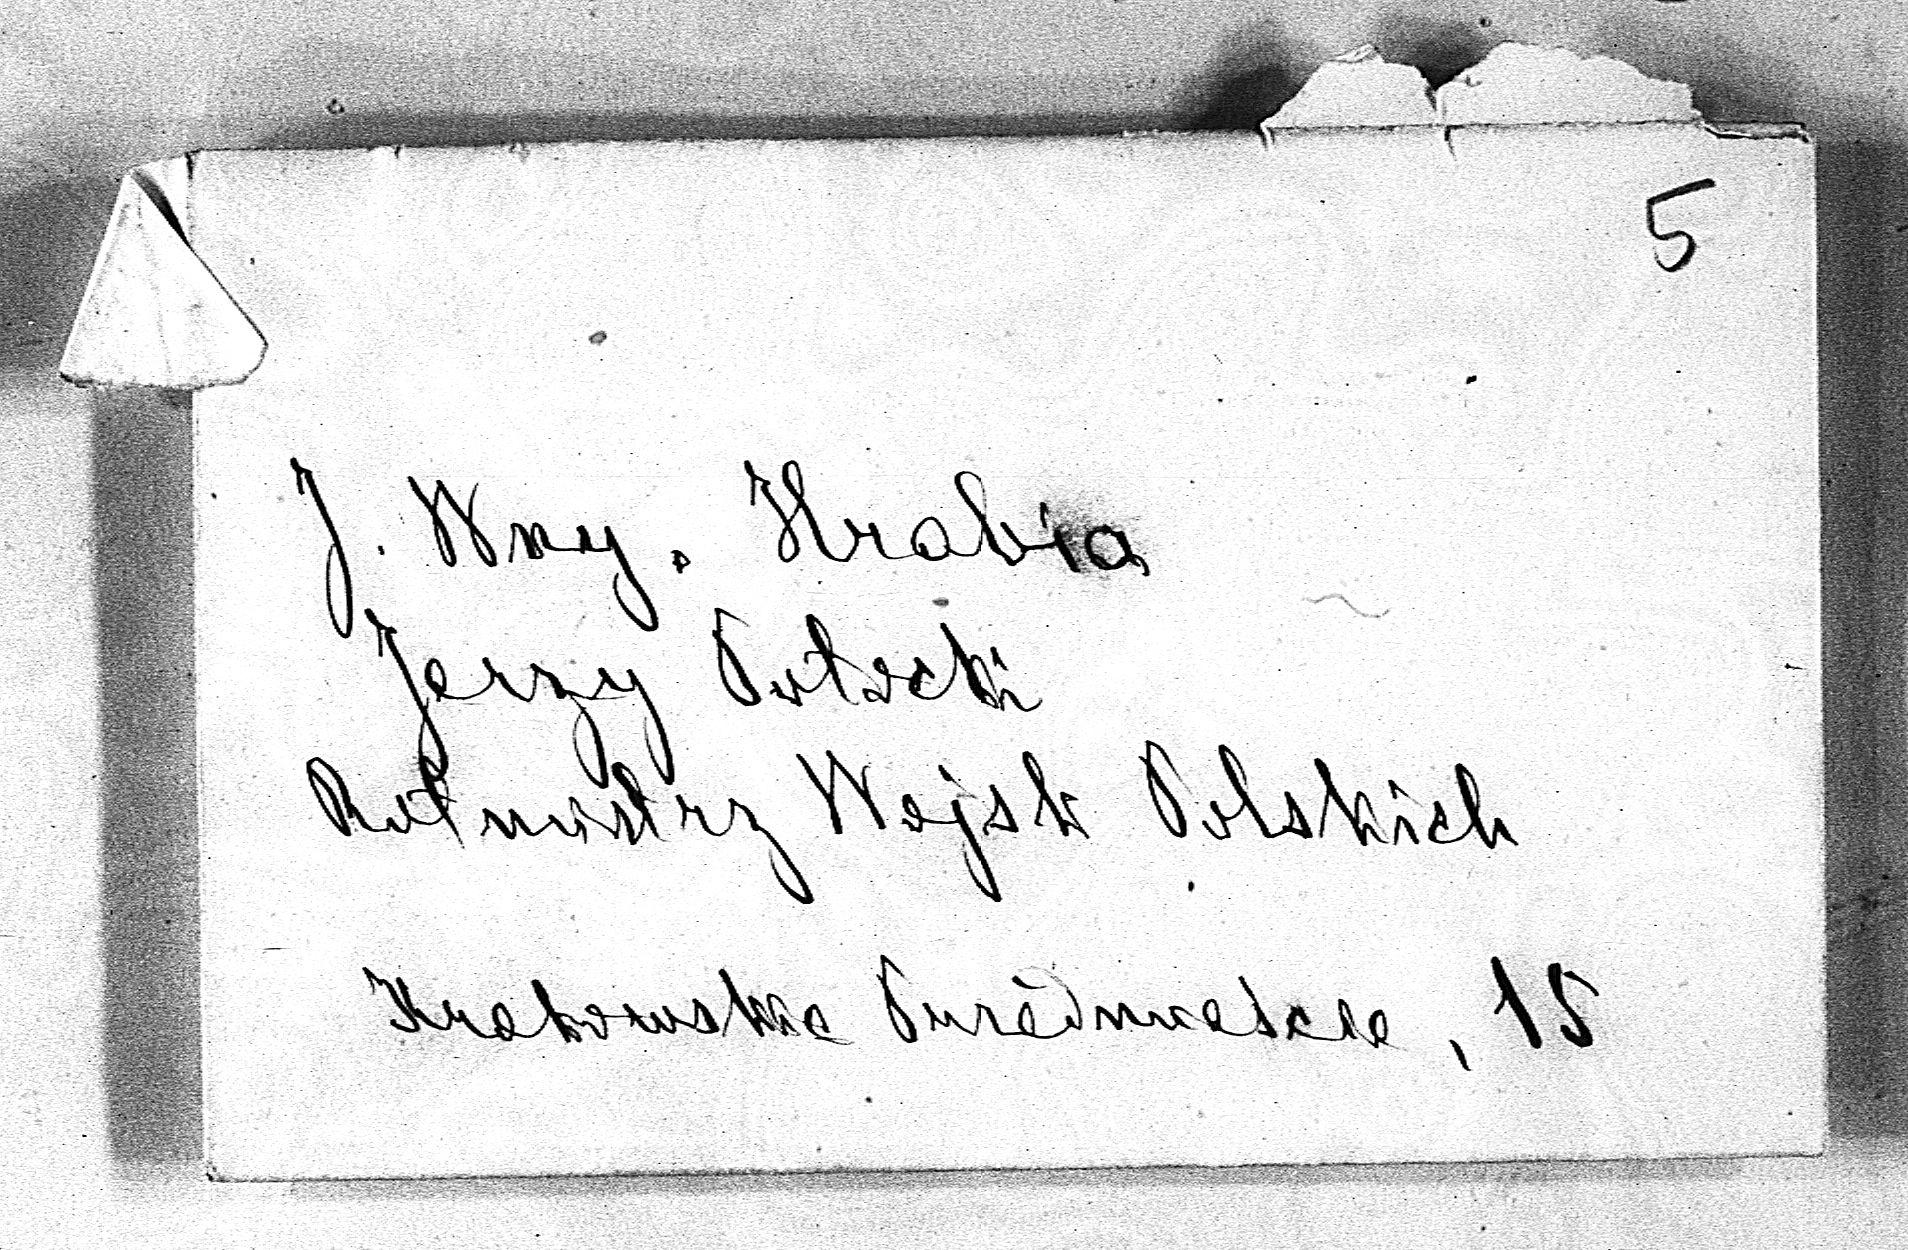 5
J. Wny. Hrabia
Jerzy Potocki
Rotmistrz Wojsk Polskich
Krakowskie Przedmieście, 15